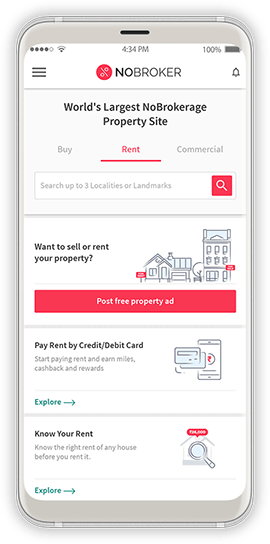 4:34 PM 100%
NOBROKER
World's Largest NoBrokerage
Property Site
Buy Rent Commercial
Search up to 3 Localities or Landmarks
Want to sell or rent
your property?
Post free property ad
Pay Rent by Credit/Debit Card
Start paying rent and earn miles,
cashback and rewards
Explore
Know Your Rent
Know the right rent of any house
before you rent it.
Explore